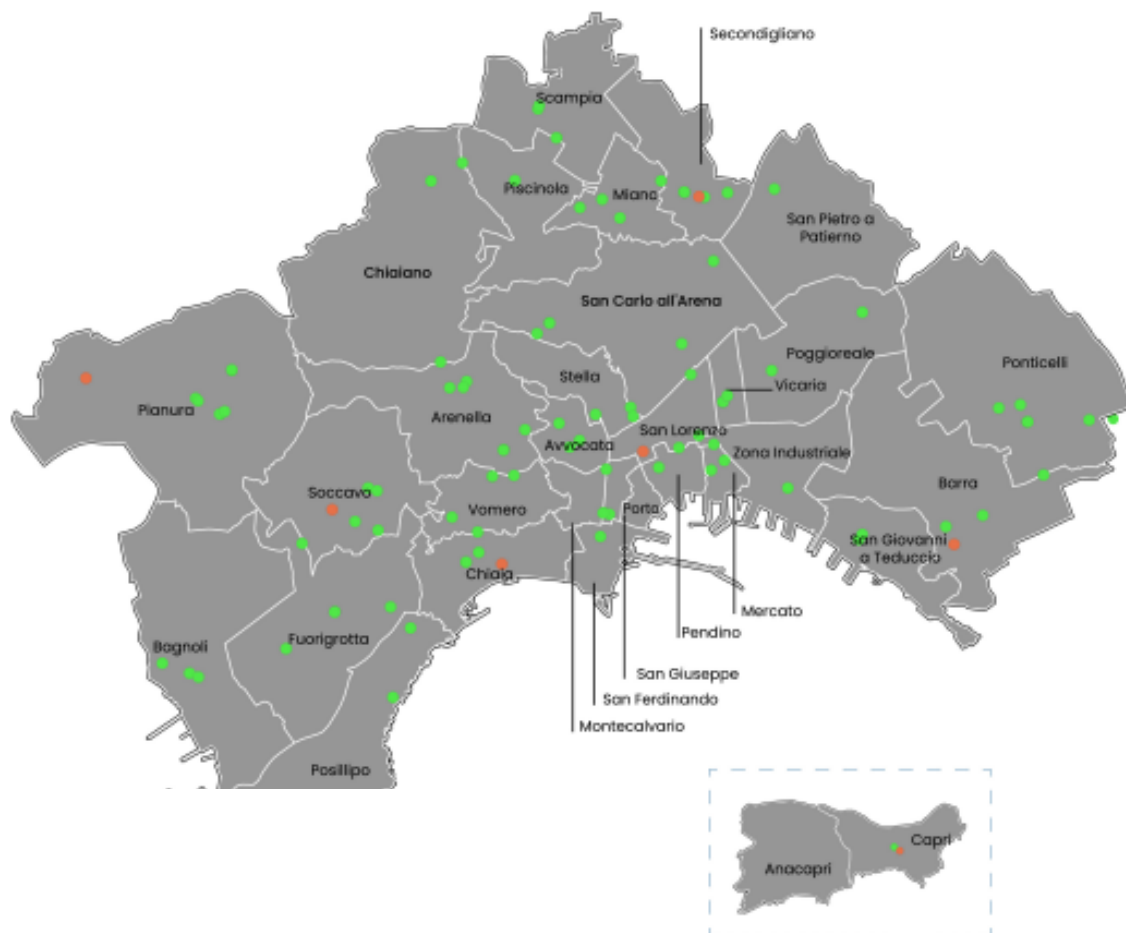 Secondigliano
Scampia
Piscinola
Miano
San Pietro a
Patierno
Chiaiano
San Carlo all'Arena
Poggioreale
Ponticelli
Stella
Vicaria
Pianura
Arenella
Avvocata
San Lorenzo
Zona Industriale
Soccavo
Barra
Vomero
Porto
San Giovanni
a Teduccio
Chiaia
Mercato
Pendino
Fuorigrotta
Bagnoli
San Giuseppe
San Ferdinando
Montecalvario
Posillipo
Capri
Anacapri